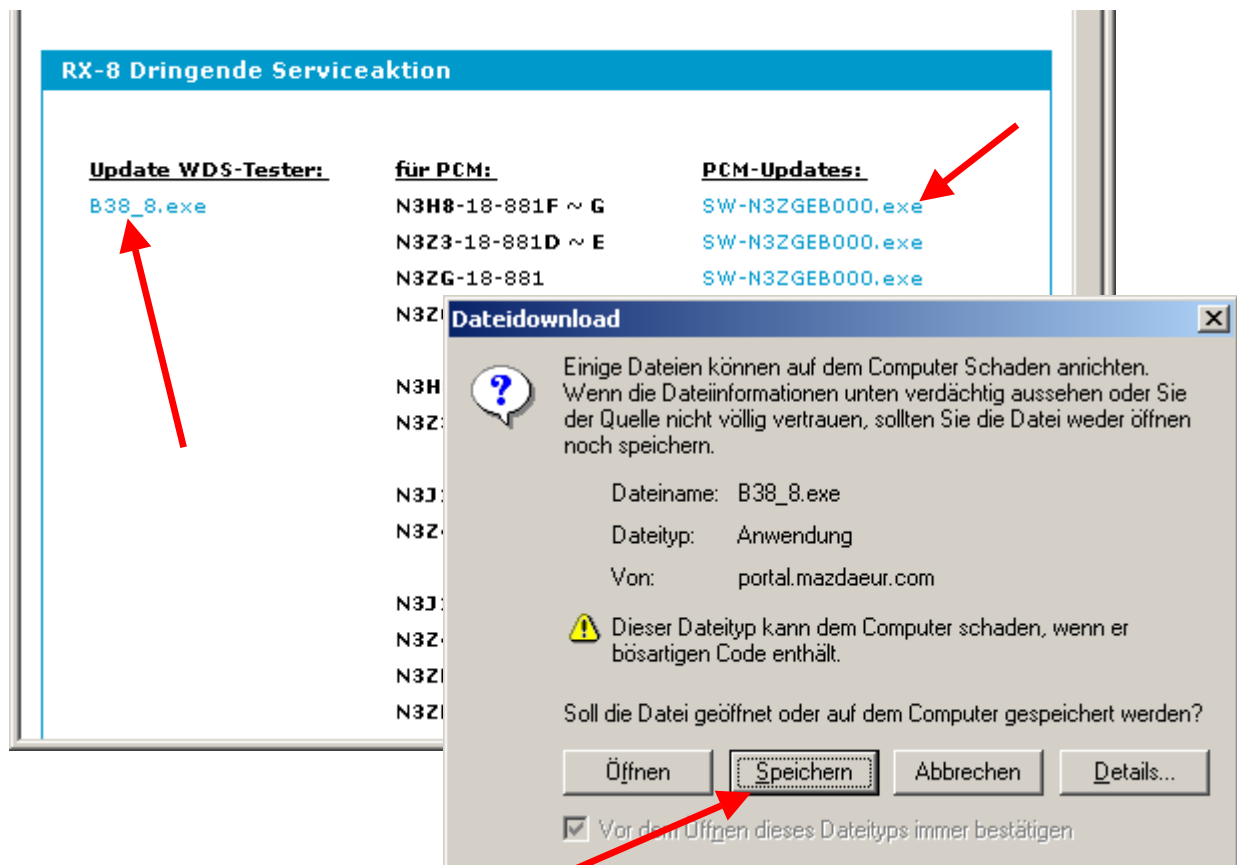 RX-8 Dringende Serviceaktion
Update WDS-Tester: für PCM: PCM-Updates:
B38_8.exe N3H8-18-881F ~ G SW-N3ZGEB000.exe
N3Z3-18-881D ~ E SW-N3ZGEB000.exe
N3ZG-18-881 SW-N3ZGEB000.exe
Dateidownload
Einige Dateien können auf dem Computer Schaden anrichten.
Wenn die Dateiinformationen unten verdächtig aussehen oder Sie
der Quelle nicht völlig vertrauen, sollten Sie die Datei weder öffnen
noch speichern.
Dateiname: B38_8.exe
Dateityp: Anwendung
Von: portal.mazdaeur.com
Dieser Dateityp kann dem Computer schaden, wenn er
bösartigen Code enthält.
Soll die Datei geöffnet oder auf dem Computer gespeichert werden?
Öffnen Speichern Abbrechen Details...
Vor dem Öffnen dieses Dateityps immer bestätigen